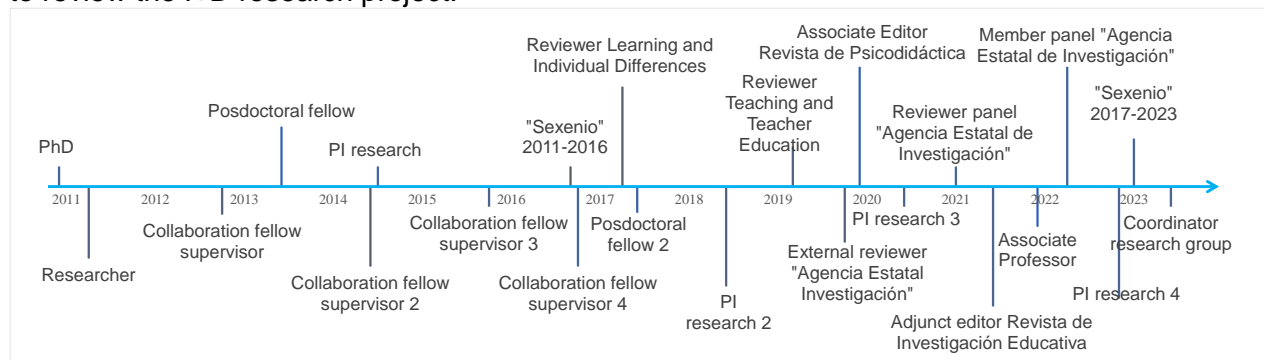 to review the research project.
Associate Editor
Revista de Psicodidáctica
Member panel "Agencia
Estatal de Investigación"
Reviewer Learning and
Individual Differences
Reviewer
Teaching and
Teacher
Education
"Sexenio"
2017-2023
Posdoctoral fellow
Reviewer panel
"Agencia Estatal de
Investigación"
"Sexenio"
2011-2016
PhD
PI research
2011
2012
2013
2014
2015
2016
2017
2018
2019
2020
2021
2022
2023
Researcher
Collaboration fellow
supervisor
Collaboration fellow
supervisor 2
Collaboration fellow
supervisor 3
Collaboration fellow
supervisor 4
Posdoctoral
fellow 2
PI
research 2
External reviewer
"Agencia Estatal
Investigación"
PI research 3
Adjunct editor Revista de
Investigación Educativa
Associate
Professor
PI research 4
Coordinator
research group